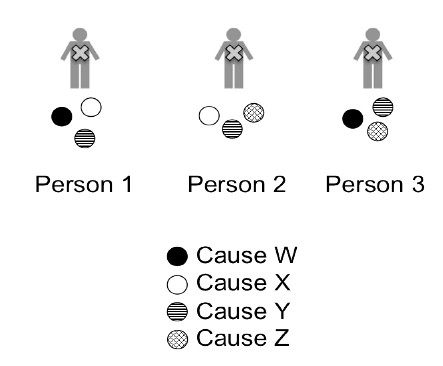 Person 1 Person 2 Person 3
Cause W
Cause X
Cause Y
Cause Z